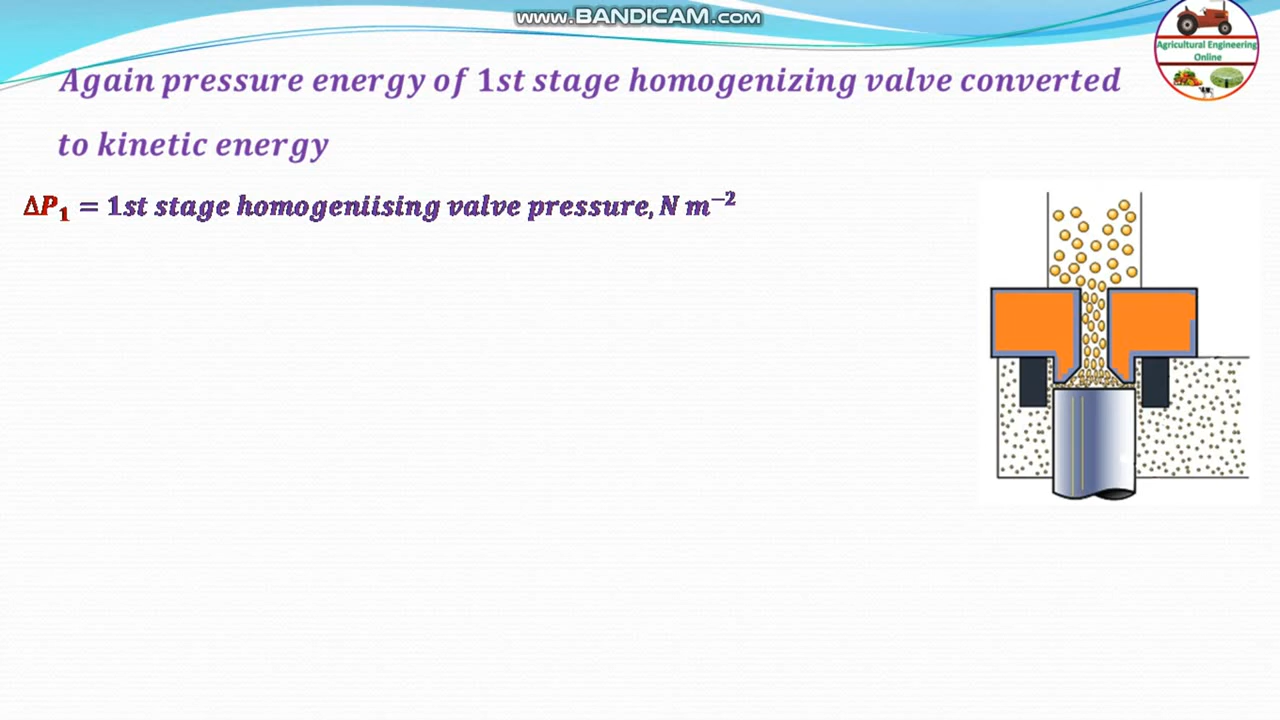 www.BANDICAM.com
Agricultural Engineering
Online
Again pressure energy of 1st stage homogenizing valve converted
to kinetic energy
ΔP₁ = 1st stage homogeniising valve pressure, N m⁻²